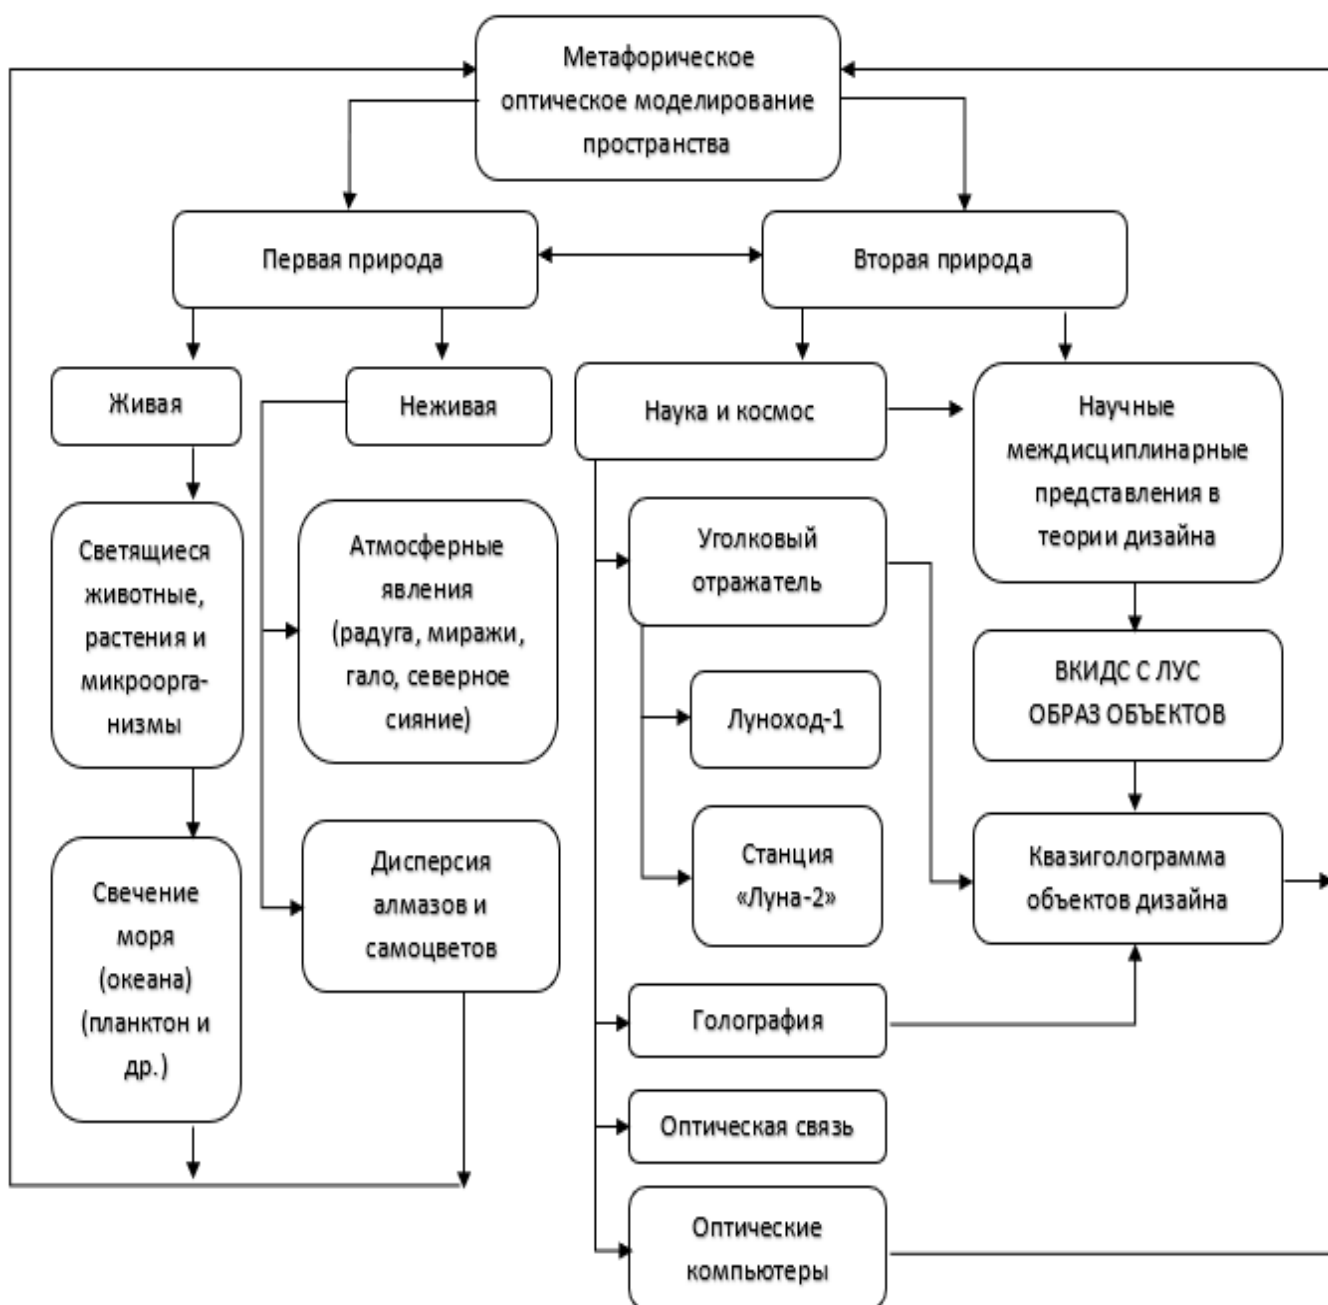 Метафорическое
оптическое моделирование
пространства
Первая природа
Вторая природа
Живая
Неживая
Наука и космос
Научные
междисциплинарные
представления в
теории дизайна
Светящиеся
животные,
растения и
микроорга-
низмы
Атмосферные
явления
(радуга, миражи,
гало, северное
сияние)
Уголковый
отражатель
ВКИДС С ЛУС
ОБРАЗ ОБЪЕКТОВ
Луноход-1
Свечение
моря
(океана)
(планктон и
др.)
Дисперсия
алмазов и
самоцветов
Станция
«Луна-2»
Квазиголограмма
объектов дизайна
Голография
Оптическая связь
Оптические
компьютеры